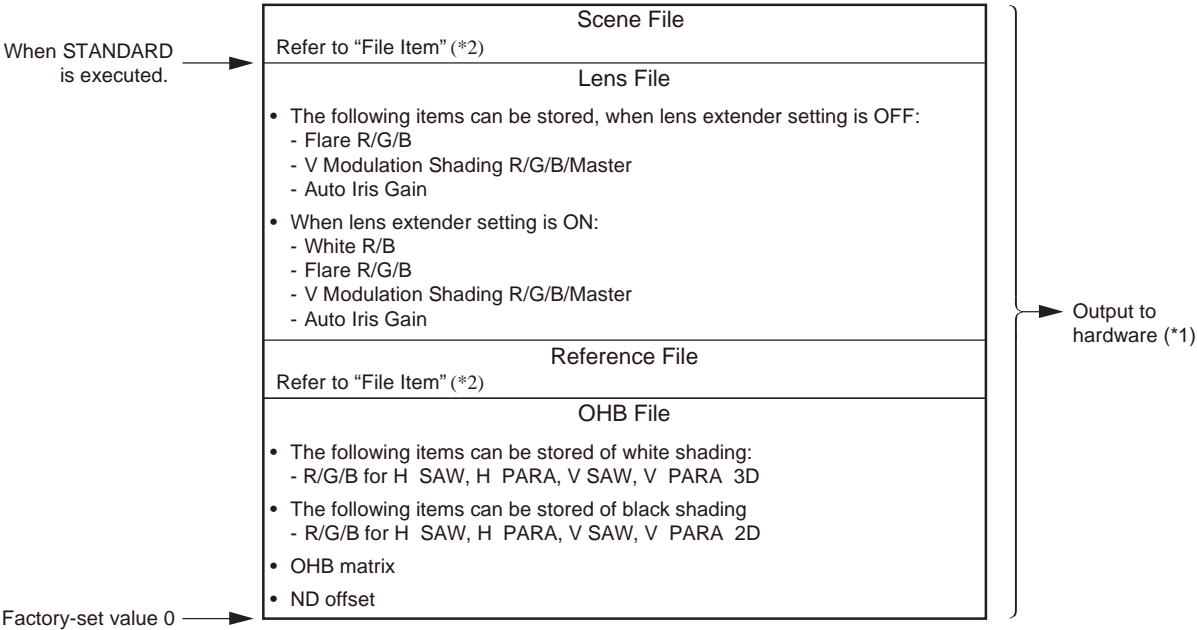 Scene File
Refer to “File Item” (*2)
When STANDARD
is executed.
Lens File
• The following items can be stored, when lens extender setting is OFF:
- Flare R/G/B
- V Modulation Shading R/G/B/Master
- Auto Iris Gain
• When lens extender setting is ON:
- White R/B
- Flare R/G/B
- V Modulation Shading R/G/B/Master
- Auto Iris Gain
Output to
hardware (*1)
Reference File
Refer to “File Item” (*2)
OHB File
• The following items can be stored of white shading:
- R/G/B for H SAW, H PARA, V SAW, V PARA 3D
• The following items can be stored of black shading
- R/G/B for H SAW, H PARA, V SAW, V PARA 2D
• OHB matrix
• ND offset
Factory-set value 0